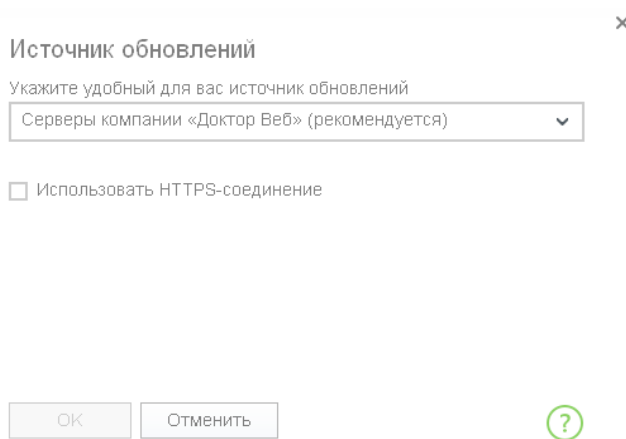 Источник обновлений
Укажите удобный для вас источник обновлений
Серверы компании «Доктор Веб» (рекомендуется)
Использовать HTTPS-соединение
OK
Отменить
?